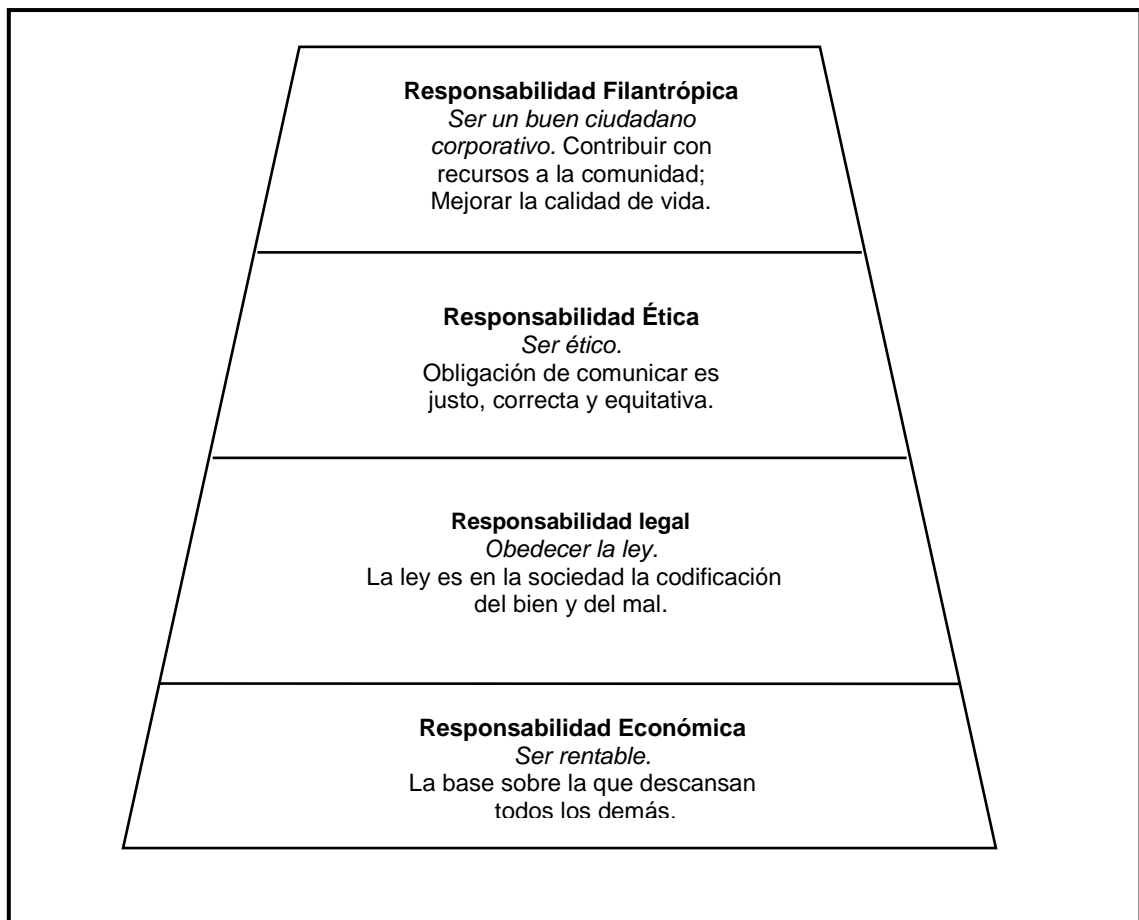 Responsabilidad Filantrópica
Ser un buen ciudadano
corporativo. Contribuir con
recursos a la comunidad;
Mejorar la calidad de vida.
Responsabilidad Ética
Ser ético.
Obligación de comunicar es
justo, correcta y equitativa.
Responsabilidad legal
Obedecer la ley.
La ley es en la sociedad la codificación
del bien y del mal.
Responsabilidad Económica
Ser rentable.
La base sobre la que descansan
todos los demás.